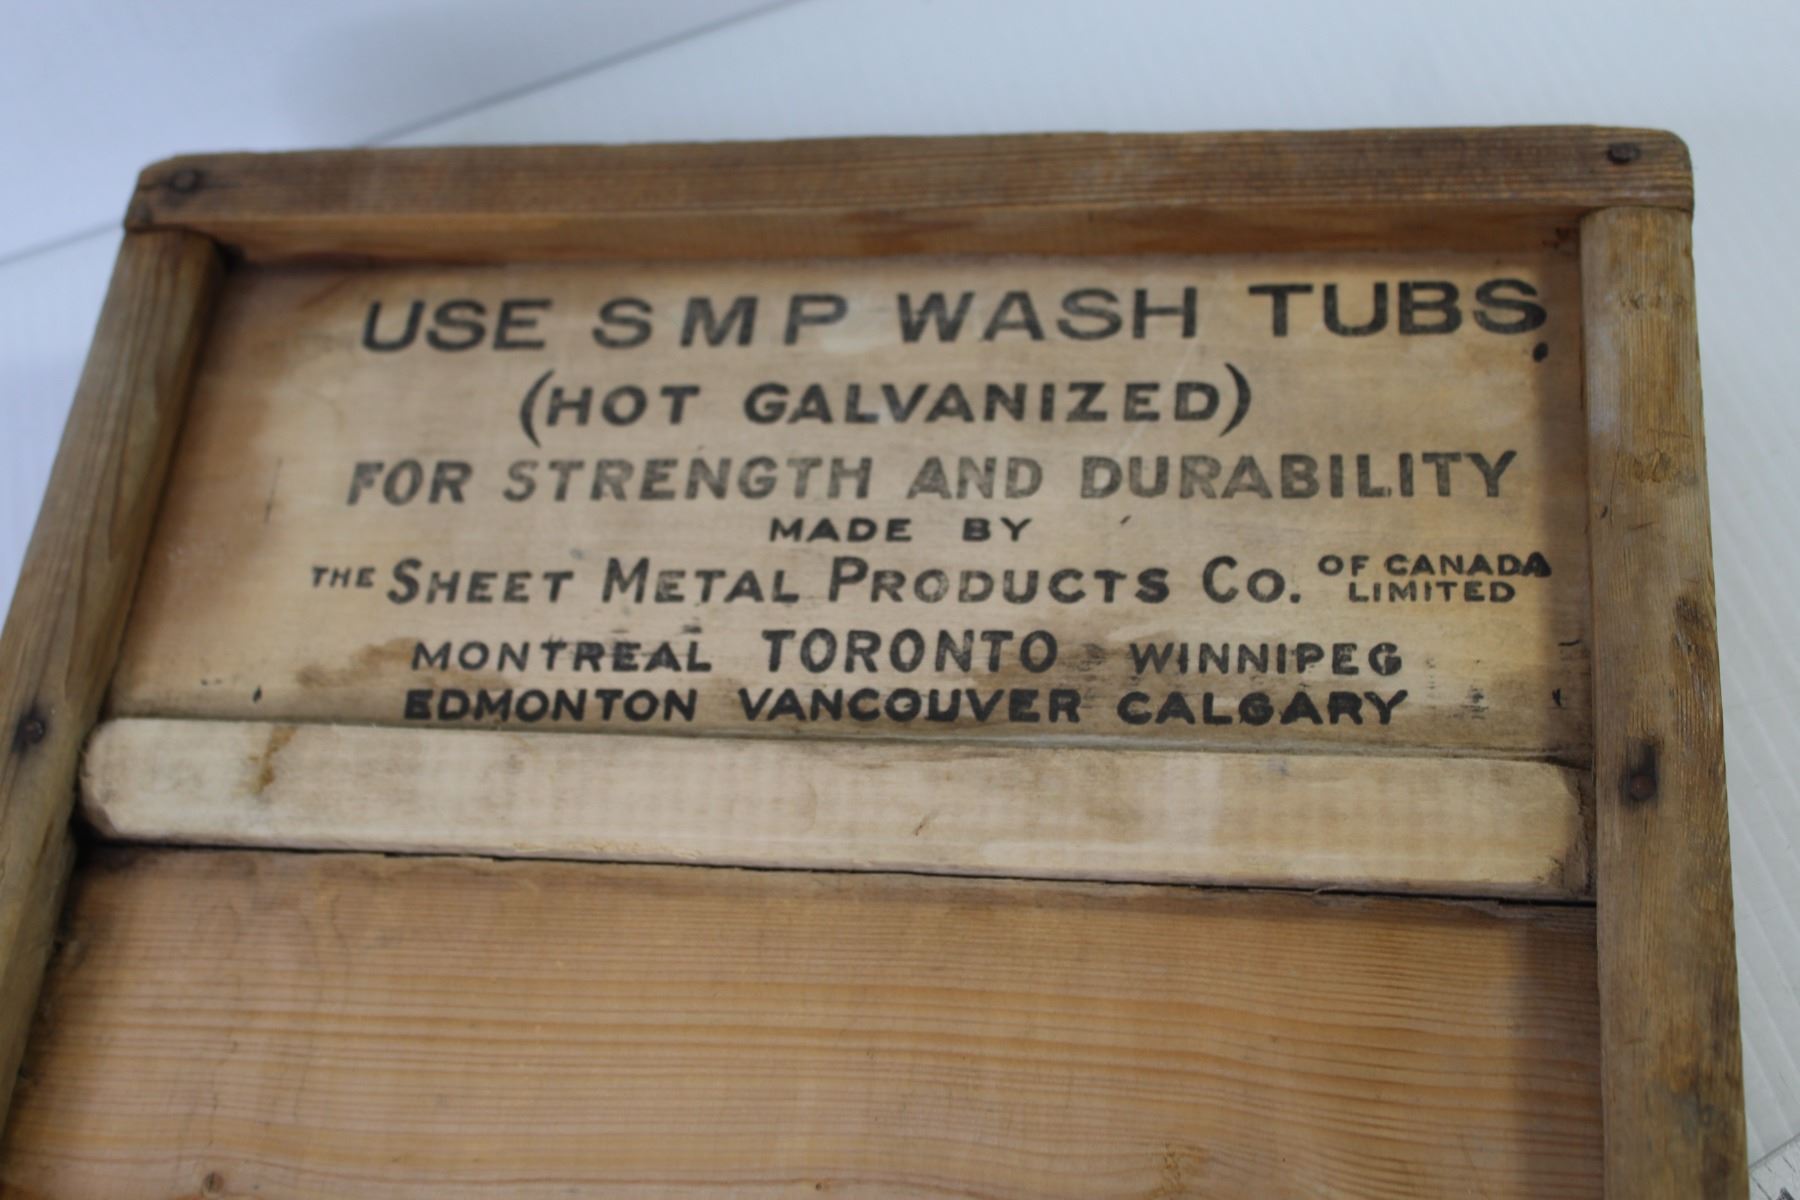 USE SMP WASH TUBS
(HOT GALVANIZED)
FOR STRENGTH AND DURABILITY
MADE BY
THE SHEET METAL PRODUCTS CO. OF CANADA LIMITED
MONTREAL TORONTO WINNIPEG
EDMONTON VANCOUVER CALGARY